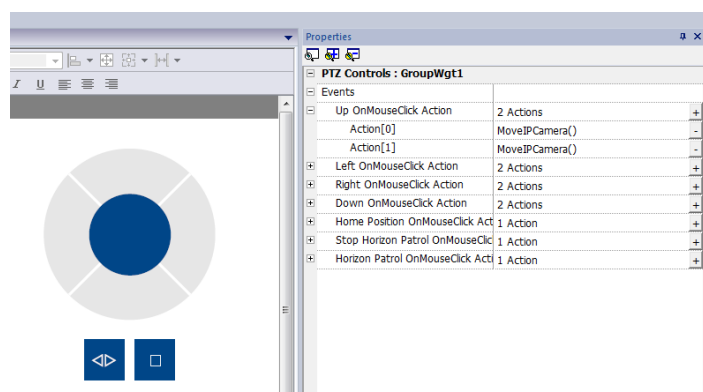 Properties
I U
PTZ Controls : GroupWgt1
Events
Up OnMouseClick Action 2 Actions +
Action[0] MoveIPCamera() -
Action[1] MoveIPCamera() -
Left OnMouseClick Action 2 Actions +
Right OnMouseClick Action 2 Actions +
Down OnMouseClick Action 2 Actions +
Home Position OnMouseClick Act 1 Action +
Stop Horizon Patrol OnMouseClic 1 Action +
Horizon Patrol OnMouseClick Acti 1 Action +